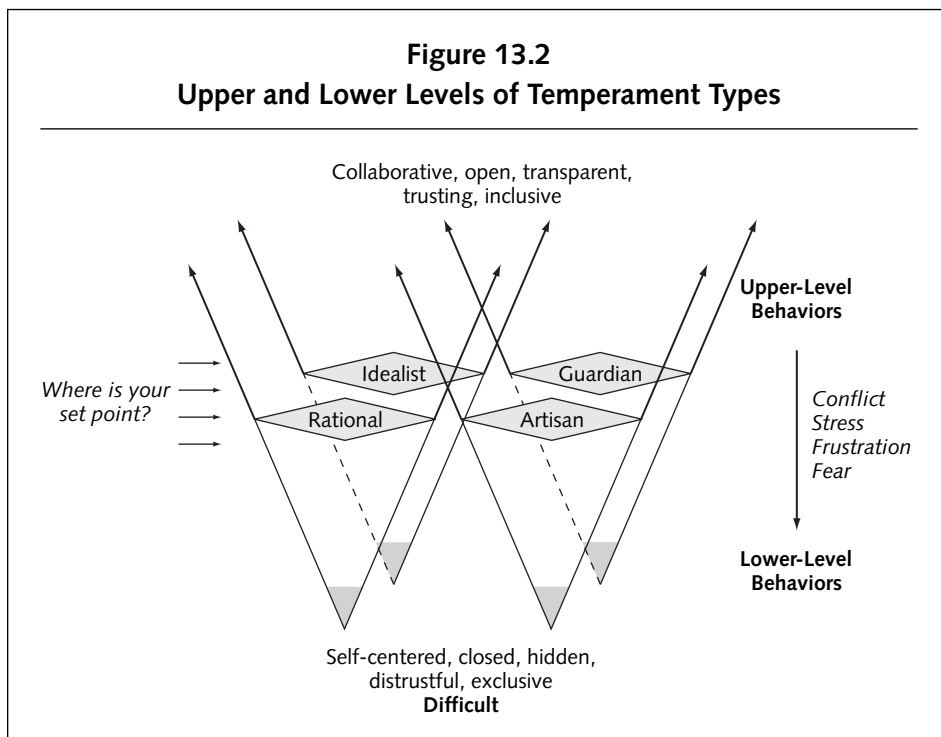 Figure 13.2
Upper and Lower Levels of Temperament Types
Collaborative, open, transparent,
trusting, inclusive
Upper-Level
Behaviors
Where is your
set point?
Idealist
Guardian
Rational
Artisan
Conflict
Stress
Frustration
Fear
Lower-Level
Behaviors
Self-centered, closed, hidden,
distrustful, exclusive
Difficult